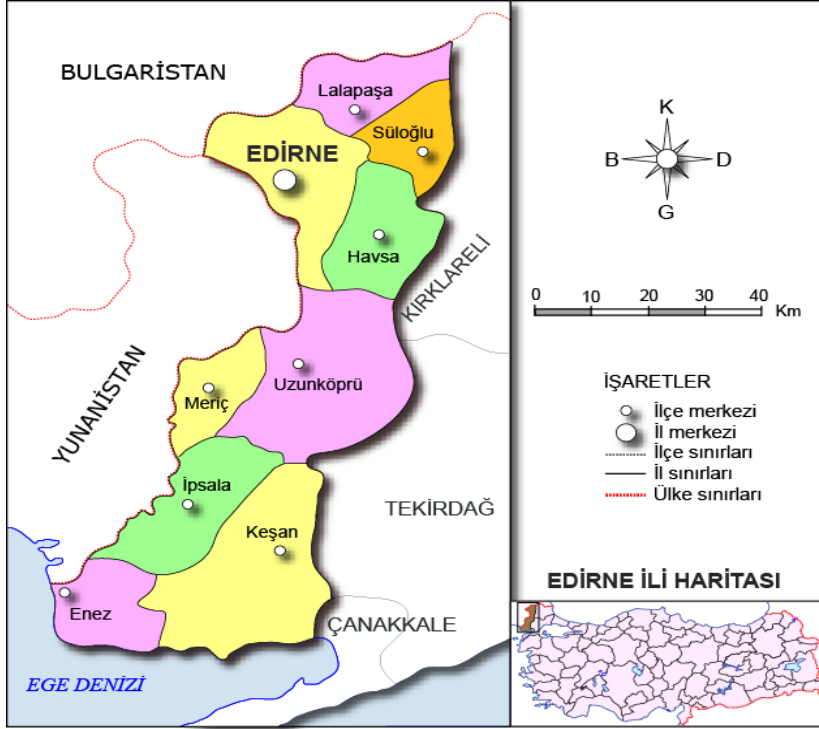 BULGARİSTAN
Lalapaşa
Süloğlu
EDİRNE
Havsa
KIRKLARELİ
Uzunköprü
Meriç
YUNANİSTAN
İpsala
Keşan
TEKİRDAĞ
Enez
ÇANAKKALE
EGE DENİZİ
K
B D
G
0 10 20 30 40
Km
İŞARETLER
İlçe merkezi
İl merkezi
İlçe sınırları
İl sınırları
Ülke sınırları
EDİRNE İLİ HARİTASI